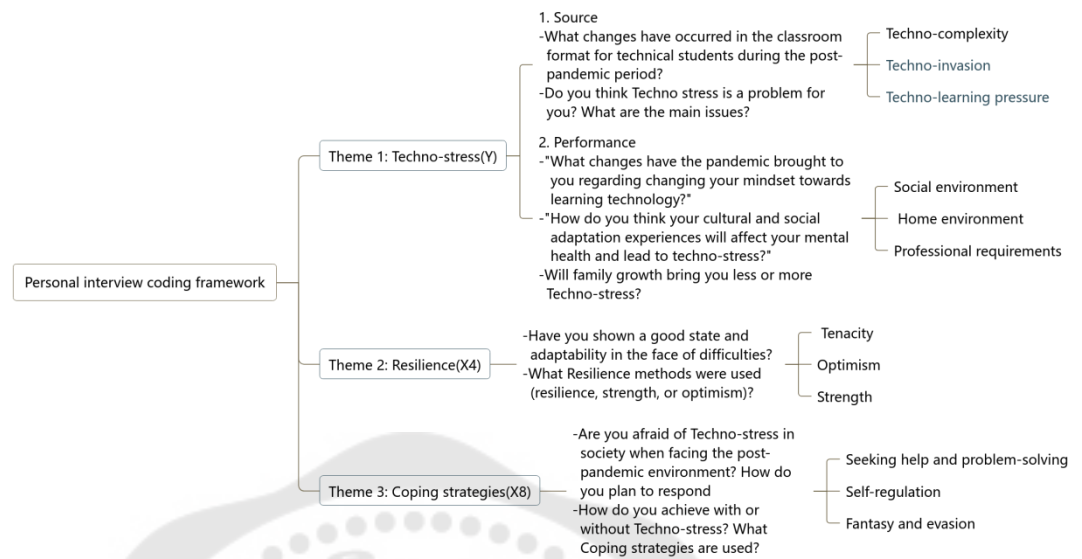 Personal interview coding framework
Theme 1: Techno-stress(Y)
1. Source
-What changes have occurred in the classroom
format for technical students during the post-
pandemic period?
-Do you think Techno stress is a problem for
you? What are the main issues?
Techno-complexity
Techno-invasion
Techno-learning pressure
2. Performance
-"What changes have the pandemic brought to
you regarding changing your mindset towards
learning technology?"
-"How do you think your cultural and social
adaptation experiences will affect your mental
health and lead to techno-stress?"
-Will family growth bring you less or more
Techno-stress?
Social environment
Home environment
Professional requirements
Theme 2: Resilience(X4)
-Have you shown a good state and
adaptability in the face of difficulties?
-What Resilience methods were used
(resilience, strength, or optimism)?
Tenacity
Optimism
Strength
Theme 3: Coping strategies(X8)
-Are you afraid of Techno-stress in
society when facing the post-
pandemic environment? How do
you plan to respond
-How do you achieve with or
without Techno-stress? What
Coping strategies are used?
Seeking help and problem-solving
Self-regulation
Fantasy and evasion